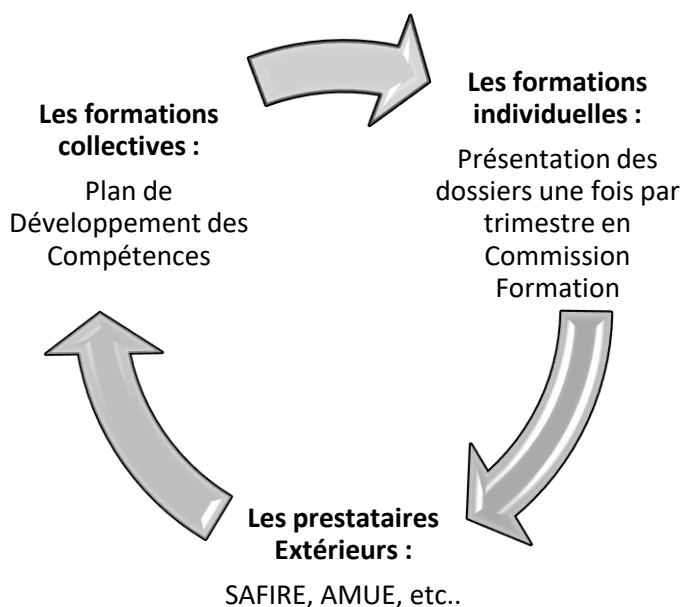 Les formations
collectives :
Plan de
Développement des
Compétences
Les formations
individuelles :
Présentation des
dossiers une fois par
trimestre en
Commission
Formation
Les prestataires
Extérieurs :
SAFIRE, AMUE, etc..